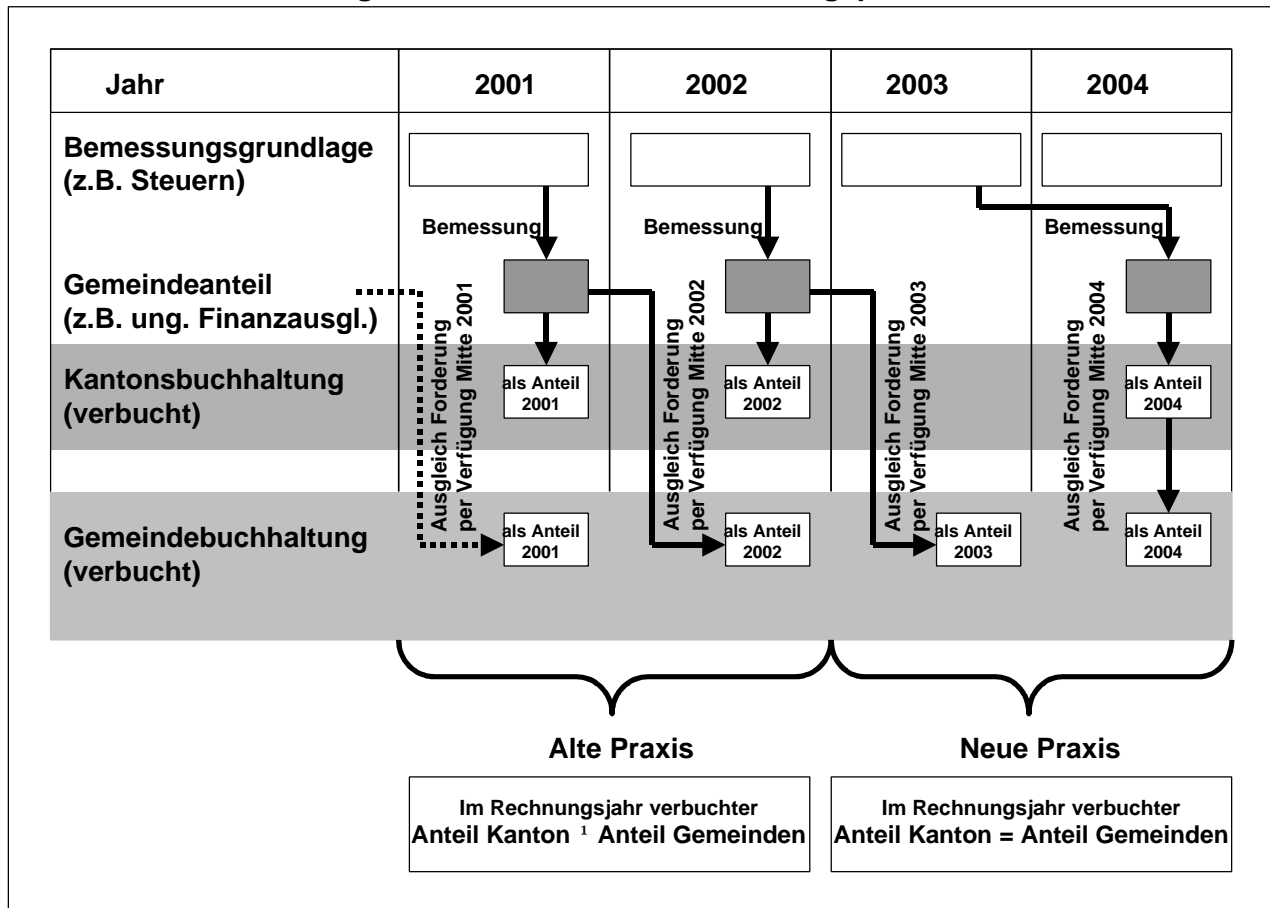 Jahr 2001 2002 2003 2004
Bemessungsgrundlage
(z.B. Steuern)
Bemessung Bemessung Bemessung
Gemeindeanteil
(z.B. ung. Finanzausgl.)
Ausgleich Forderung
per Verfügung Mitte 2001
Ausgleich Forderung
per Verfügung Mitte 2002
Ausgleich Forderung
per Verfügung Mitte 2003
Ausgleich Forderung
per Verfügung Mitte 2004
Kantonsbuchhaltung
(verbucht)
als Anteil
2001
als Anteil
2002
als Anteil
2004
Gemeindebuchhaltung
(verbucht)
als Anteil
2001
als Anteil
2002
als Anteil
2003
als Anteil
2004
Alte Praxis
Im Rechnungsjahr verbuchter
Anteil Kanton ¹ Anteil Gemeinden
Neue Praxis
Im Rechnungsjahr verbuchter
Anteil Kanton = Anteil Gemeinden